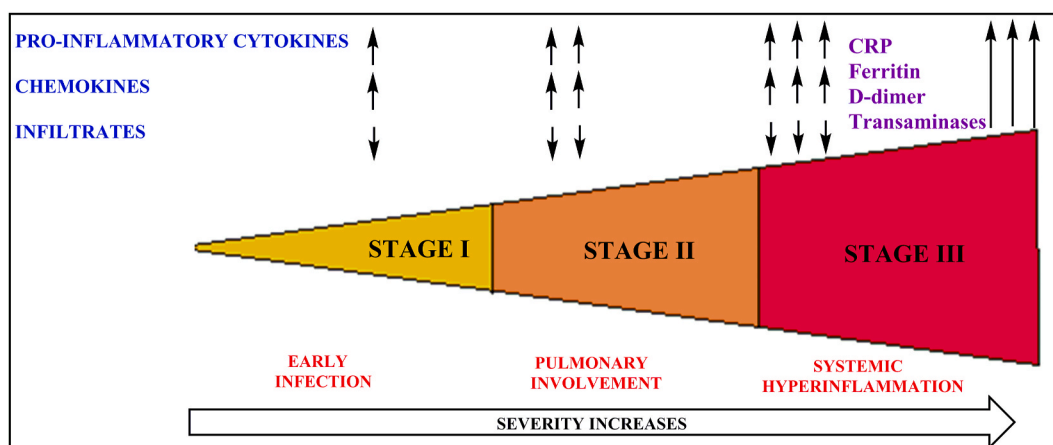 PRO-INFLAMMATORY CYTOKINES
CHEMOKINES
INFILTRATES
CRP
Ferritin
D-dimer
Transaminases
STAGE I
STAGE II
STAGE III
EARLY
INFECTION
PULMONARY
INVOLVEMENT
SYSTEMIC
HYPERINFLAMMATION
SEVERITY INCREASES